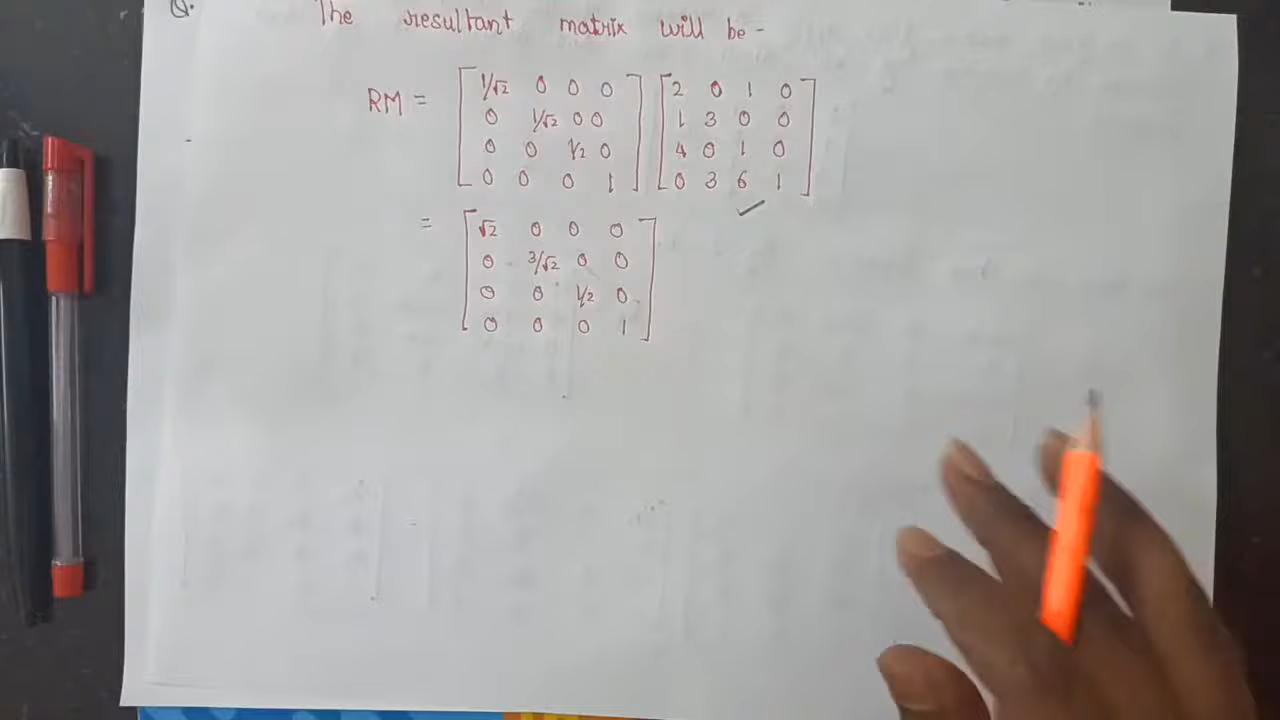 Q. The resultant matrix will be -
RM = [1/√2 0 0 0] [2 0 1 0]
[0 1/√2 0 0] [1 3 0 0]
[0 0 1/2 0] [4 0 1 0]
[0 0 0 1] [0 3 6 1]
= [√2 0 0 0]
[0 3/√2 0 0]
[0 0 1/2 0]
[0 0 0 1]